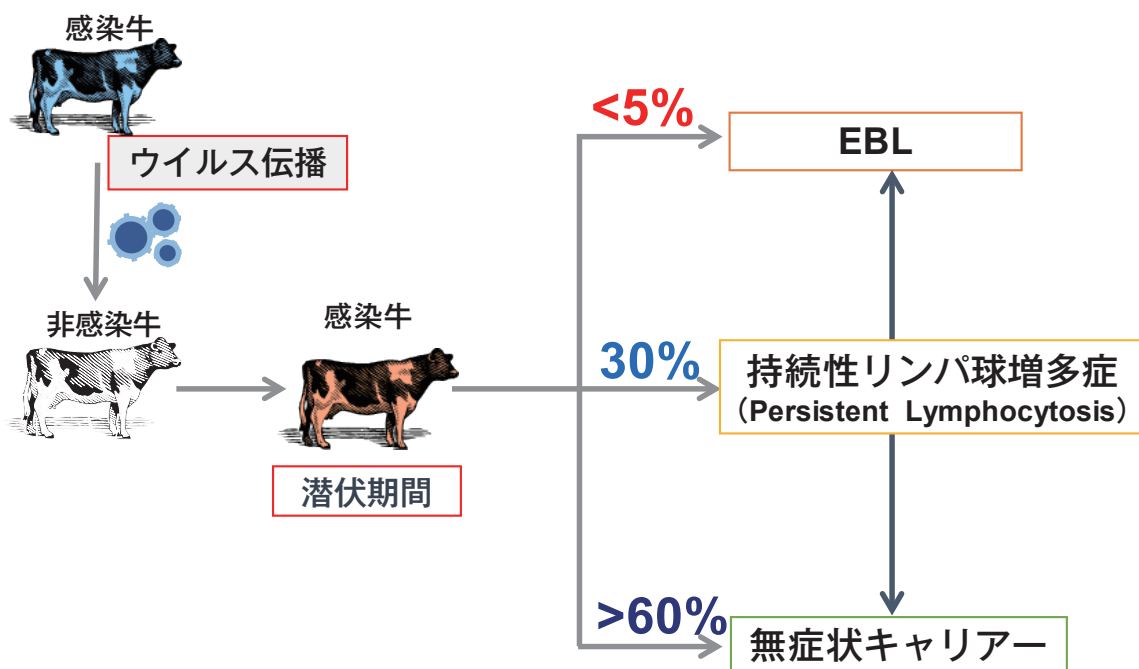 感染牛
ウイルス伝播
非感染牛
感染牛
潜伏期間
<5%
EBL
30%
持続性リンパ球増多症
（Persistent Lymphocytosis）
>60%
無症状キャリアー